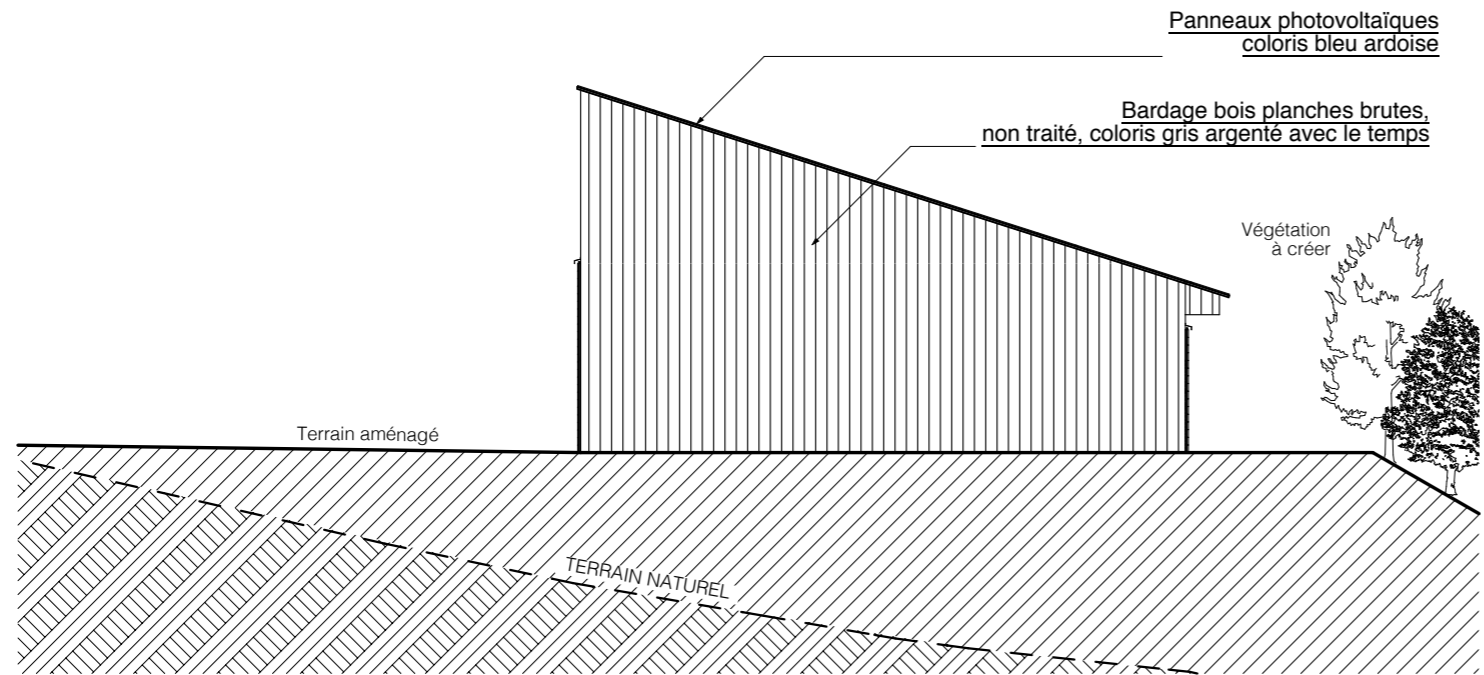 Panneaux photovoltaïques
coloris bleu ardoise
Bardage bois planches brutes,
non traité, coloris gris argenté avec le temps
Végétation
à créer
Terrain aménagé
TERRAIN NATUREL